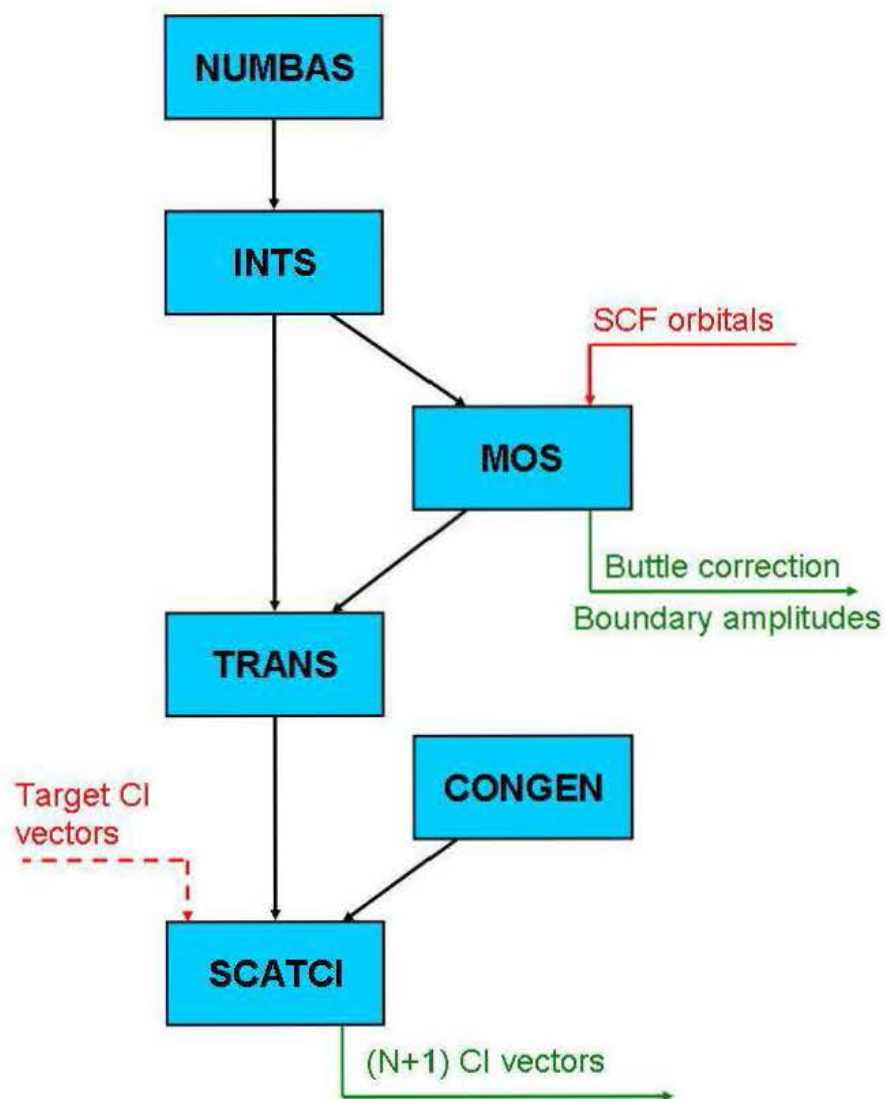 NUMBAS
INTS
SCF orbitals
MOS
Buttle correction
Boundary amplitudes
TRANS
CONGEN
Target CI
vectors
SCATCI
(N+1) CI vectors